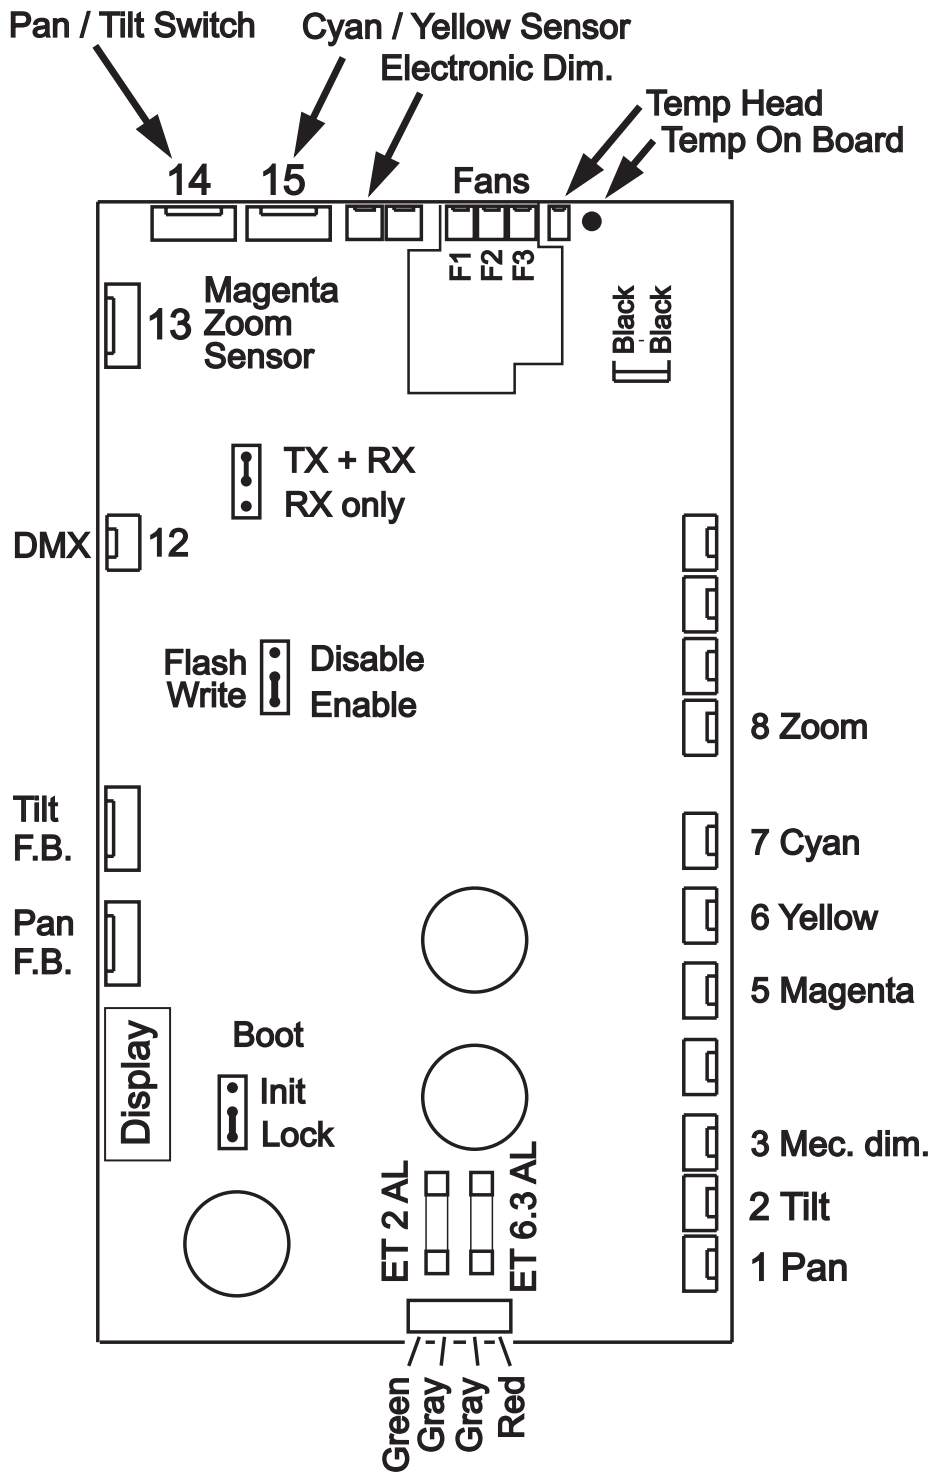 Pan / Tilt Switch
Cyan / Yellow Sensor
Electronic Dim.
Temp Head
Temp On Board
14
15
Fans
F1
F2
F3
13
Magenta
Zoom
Sensor
Black
-
Black
TX + RX
RX only
DMX
12
Flash
Write
Disable
Enable
8 Zoom
Tilt
F.B.
7 Cyan
Pan
F.B.
6 Yellow
5 Magenta
Display
Boot
Init
Lock
3 Mec. dim.
2 Tilt
1 Pan
ET 2 AL
ET 6.3 AL
Green
Gray
Gray
Red